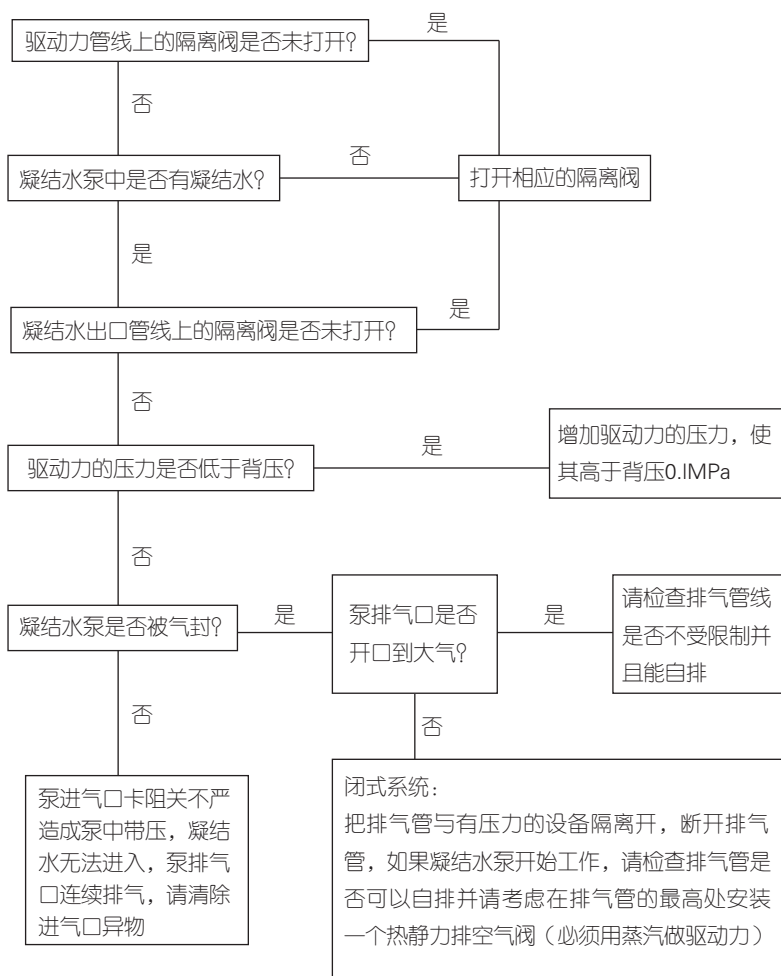 驱动力管线上的隔离阀是否未打开?
是
否
凝结水泵中是否有凝结水?
否
打开相应的隔离阀
是
凝结水出口管线上的隔离阀是否未打开?
是
否
驱动力的压力是否低于背压?
是
增加驱动力的压力，使
其高于背压0.IMPa
否
凝结水泵是否被气封?
是
泵排气口是否
开口到大气?
是
请检查排气管线
是否不受限制并
且能自排
否
否
泵进气口卡阻关不严
造成泵中带压，凝结
水无法进入，泵排气
口连续排气，请清除
进气口异物
闭式系统：
把排气管与有压力的设备隔离开，断开排气
管，如果凝结水泵开始工作，请检查排气管是
否可以自排并请考虑在排气管的最高处安装
一个热静力排空气阀（必须用蒸汽做驱动力）